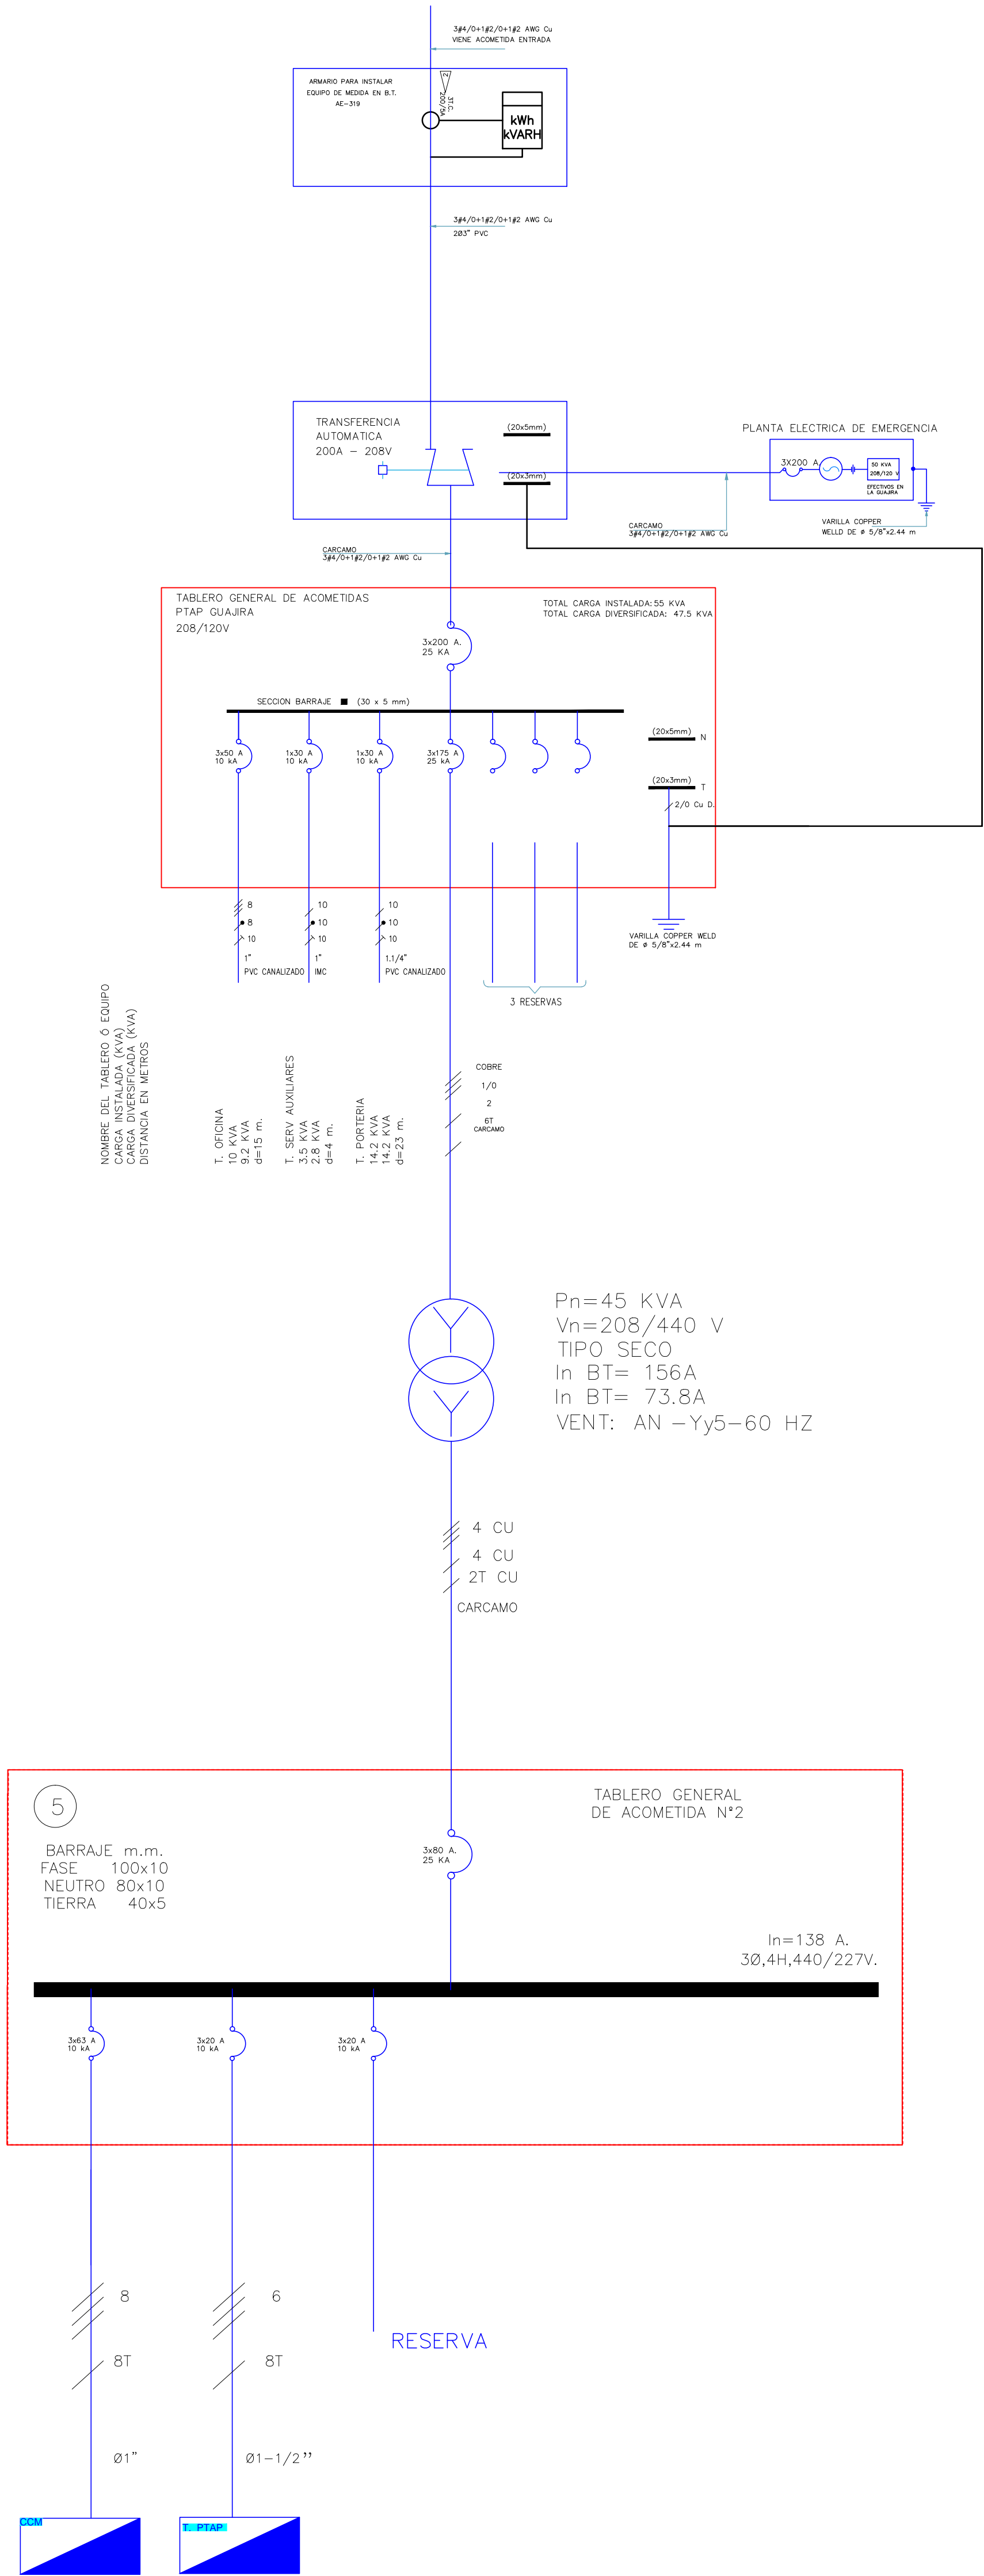 3#4/0+1#2/0+1#2 AWG Cu
VIENE ACOMETIDA ENTRADA
ARMARIO PARA INSTALAR
EQUIPO DE MEDIDA EN B.T.
AE-319
2
3T.C.
200/5A
kWh
kVARH
3#4/0+1#2/0+1#2 AWG Cu
2Ø3" PVC
TRANSFERENCIA
AUTOMATICA
200A - 208V
(20x5mm)
(20x3mm)
PLANTA ELECTRICA DE EMERGENCIA
3X200 A
50 KVA
208/120 V
EFECTIVOS EN
LA GUAJIRA
CARCAMO
3#4/0+1#2/0+1#2 AWG Cu
VARILLA COPPER
WELLD DE ø 5/8"x2.44 m
CARCAMO
3#4/0+1#2/0+1#2 AWG Cu
TABLERO GENERAL DE ACOMETIDAS
PTAP GUAJIRA
208/120V
TOTAL CARGA INSTALADA: 55 KVA
TOTAL CARGA DIVERSIFICADA: 47.5 KVA
3x200 A.
25 KA
SECCION BARRAJE (30 x 5 mm)
3x50 A
10 kA
1x30 A
10 kA
1x30 A
10 kA
3x175 A
25 kA
(20x5mm) N
(20x3mm) T
2/0 Cu D.
8
8
10
1"
PVC CANALIZADO
10
10
10
1"
IMC
10
10
10
1.1/4"
PVC CANALIZADO
3 RESERVAS
VARILLA COPPER WELD
DE ø 5/8"x2.44 m
NOMBRE DEL TABLERO Ó EQUIPO
CARGA INSTALADA (KVA)
CARGA DIVERSIFICADA (KVA)
DISTANCIA EN METROS
T. OFICINA
10 KVA
9.2 KVA
d=15 m.
T. SERV AUXILIARES
3.5 KVA
2.8 KVA
d=4 m.
T. PORTERIA
14.2 KVA
14.2 KVA
d=23 m.
COBRE
1/0
2
6T
CARCAMO
Pn=45 KVA
Vn=208/440 V
TIPO SECO
In BT= 156A
In BT= 73.8A
VENT: AN -Yy5-60 HZ
4 CU
4 CU
2T CU
CARCAMO
5
TABLERO GENERAL
DE ACOMETIDA N°2
BARRAJE m.m.
FASE 100x10
NEUTRO 80x10
TIERRA 40x5
3x80 A.
25 KA
In=138 A.
3Ø,4H,440/227V.
3x63 A
10 kA
3x20 A
10 kA
3x20 A
10 kA
8
8T
Ø1"
6
8T
Ø1-1/2''
RESERVA
CCM
T. PTAP